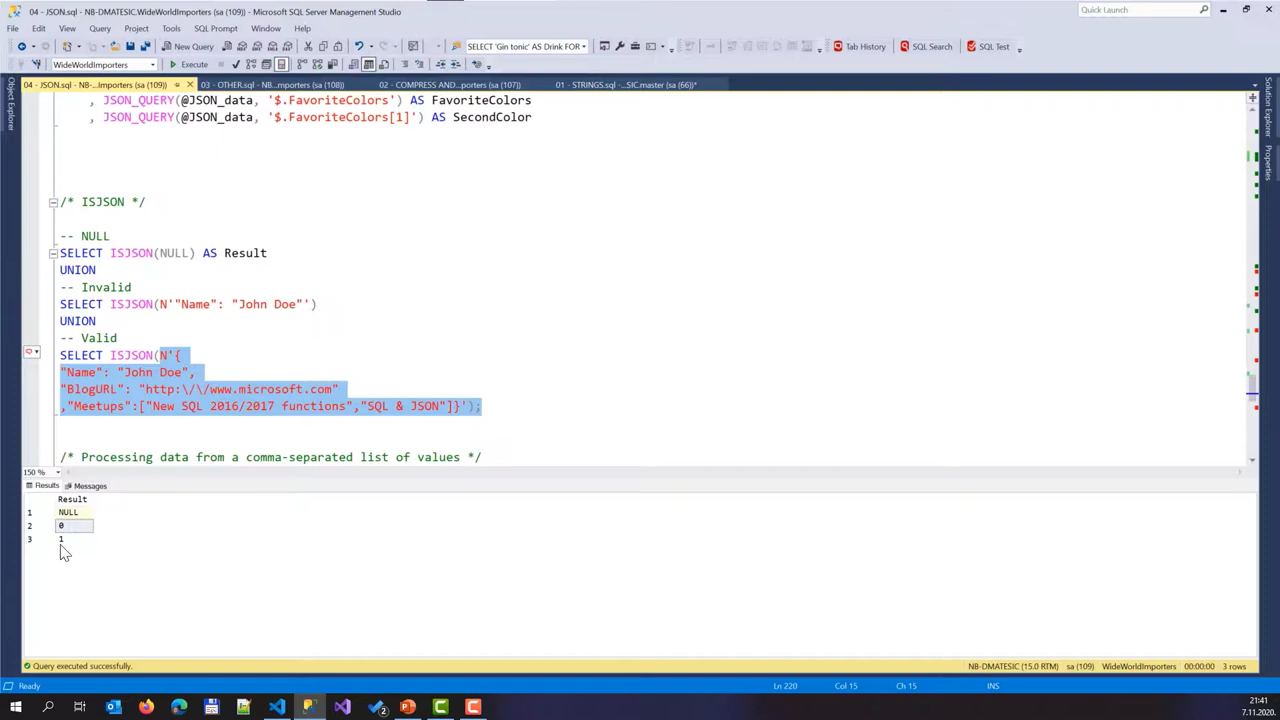 04 - JSON.sql - NB-DMATESIC.WideWorldImporters (sa (109)) - Microsoft SQL Server Management Studio
Quick Launch
File Edit View Query Project Tools SQL Prompt Window Help
New Query SELECT 'Gin tonic' AS Drink FOR Tab History SQL Search SQL Test
WideWorldImporters Execute
04 - JSON.sql - NB-...Importers (sa (109)) 03 - OTHER.sql - NB...mporters (sa (108)) 02 - COMPRESS AND...porters (sa (107)) 01 - STRINGS.sql - ...SIC.master (sa (66))*
Object Explorer
Solution Explorer
Properties
, JSON_QUERY(@JSON_data, '$.FavoriteColors') AS FavoriteColors
, JSON_QUERY(@JSON_data, '$.FavoriteColors[1]') AS SecondColor
/* ISJSON */
-- NULL
SELECT ISJSON(NULL) AS Result
UNION
-- Invalid
SELECT ISJSON(N'"Name": "John Doe"')
UNION
-- Valid
SELECT ISJSON(N'{
"Name": "John Doe",
"BlogURL": "http:\/\/www.microsoft.com"
,"Meetups":["New SQL 2016/2017 functions","SQL & JSON"]}');
/* Processing data from a comma-separated list of values */
150 %
Results Messages
Result
1 NULL
2 0
3 1
Query executed successfully. NB-DMATESIC (15.0 RTM) sa (109) WideWorldImporters 00:00:00 3 rows
Ready Ln 220 Col 15 Ch 15 INS
21:41
7.11.2020.